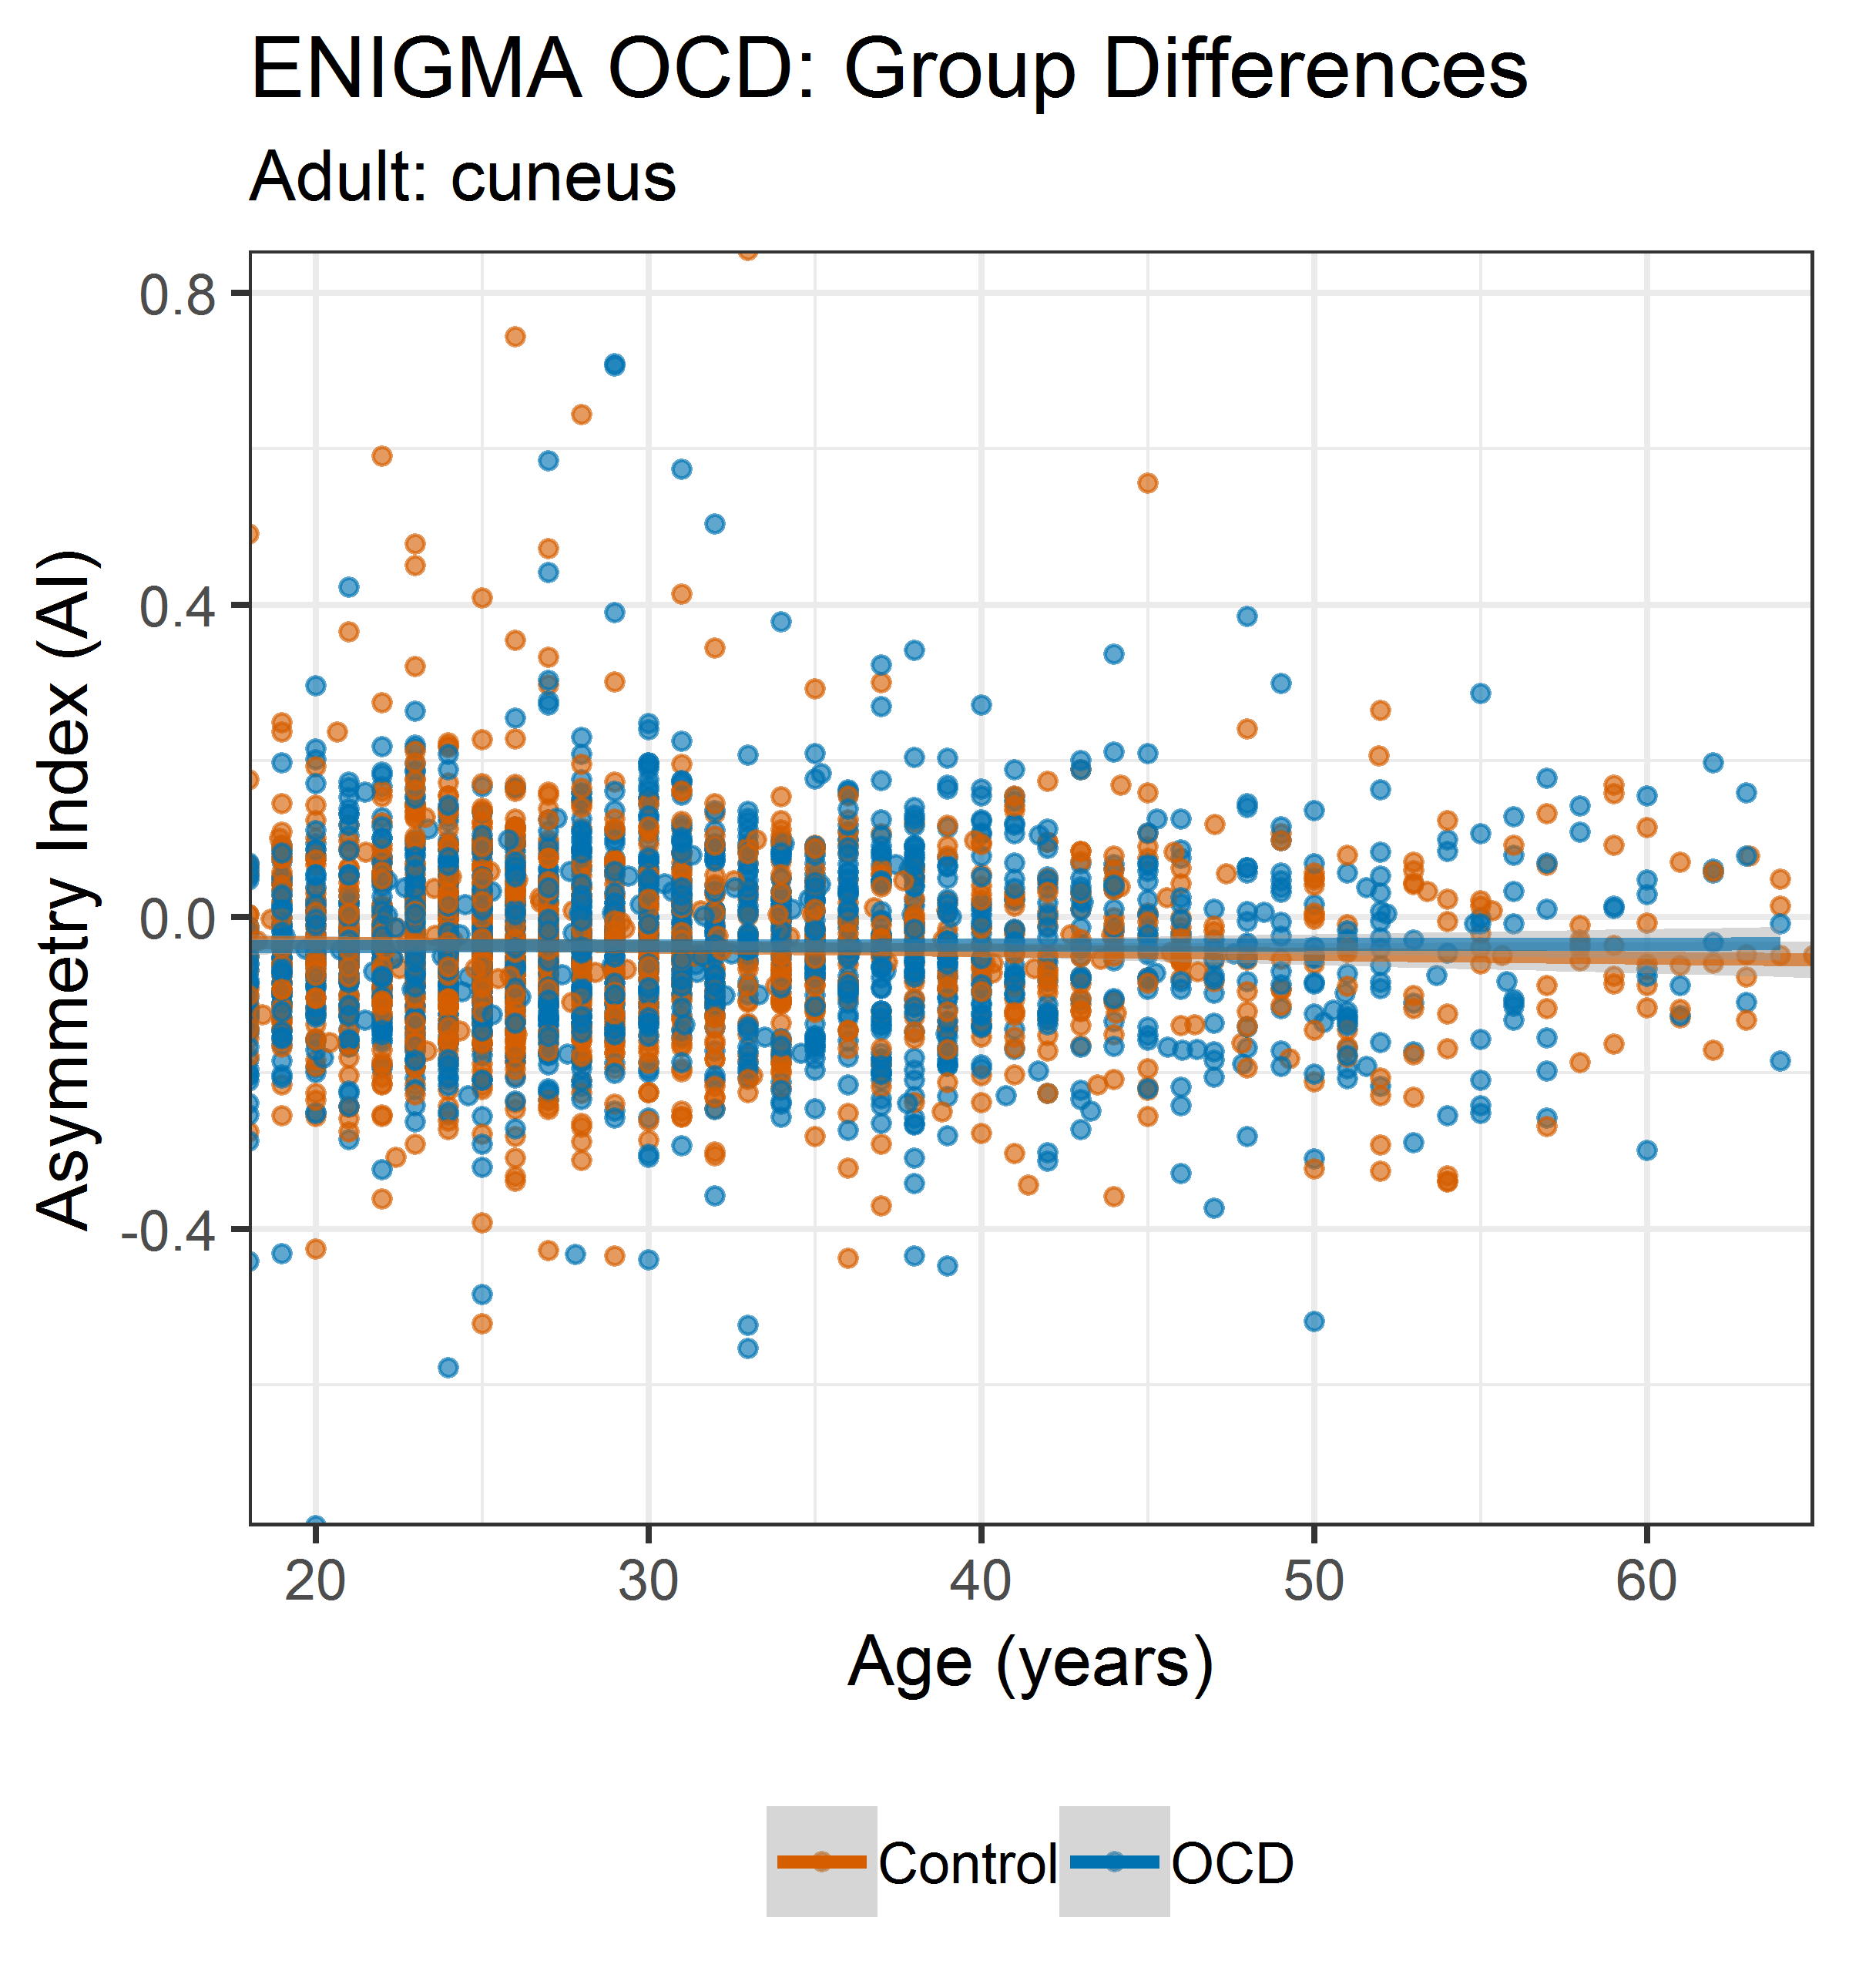 ENIGMA OCD: Group Differences
Adult: cuneus
Asymmetry Index (AI)
0.8
0.4
0.0
-0.4
20 30 40 50 60
Age (years)
Control OCD